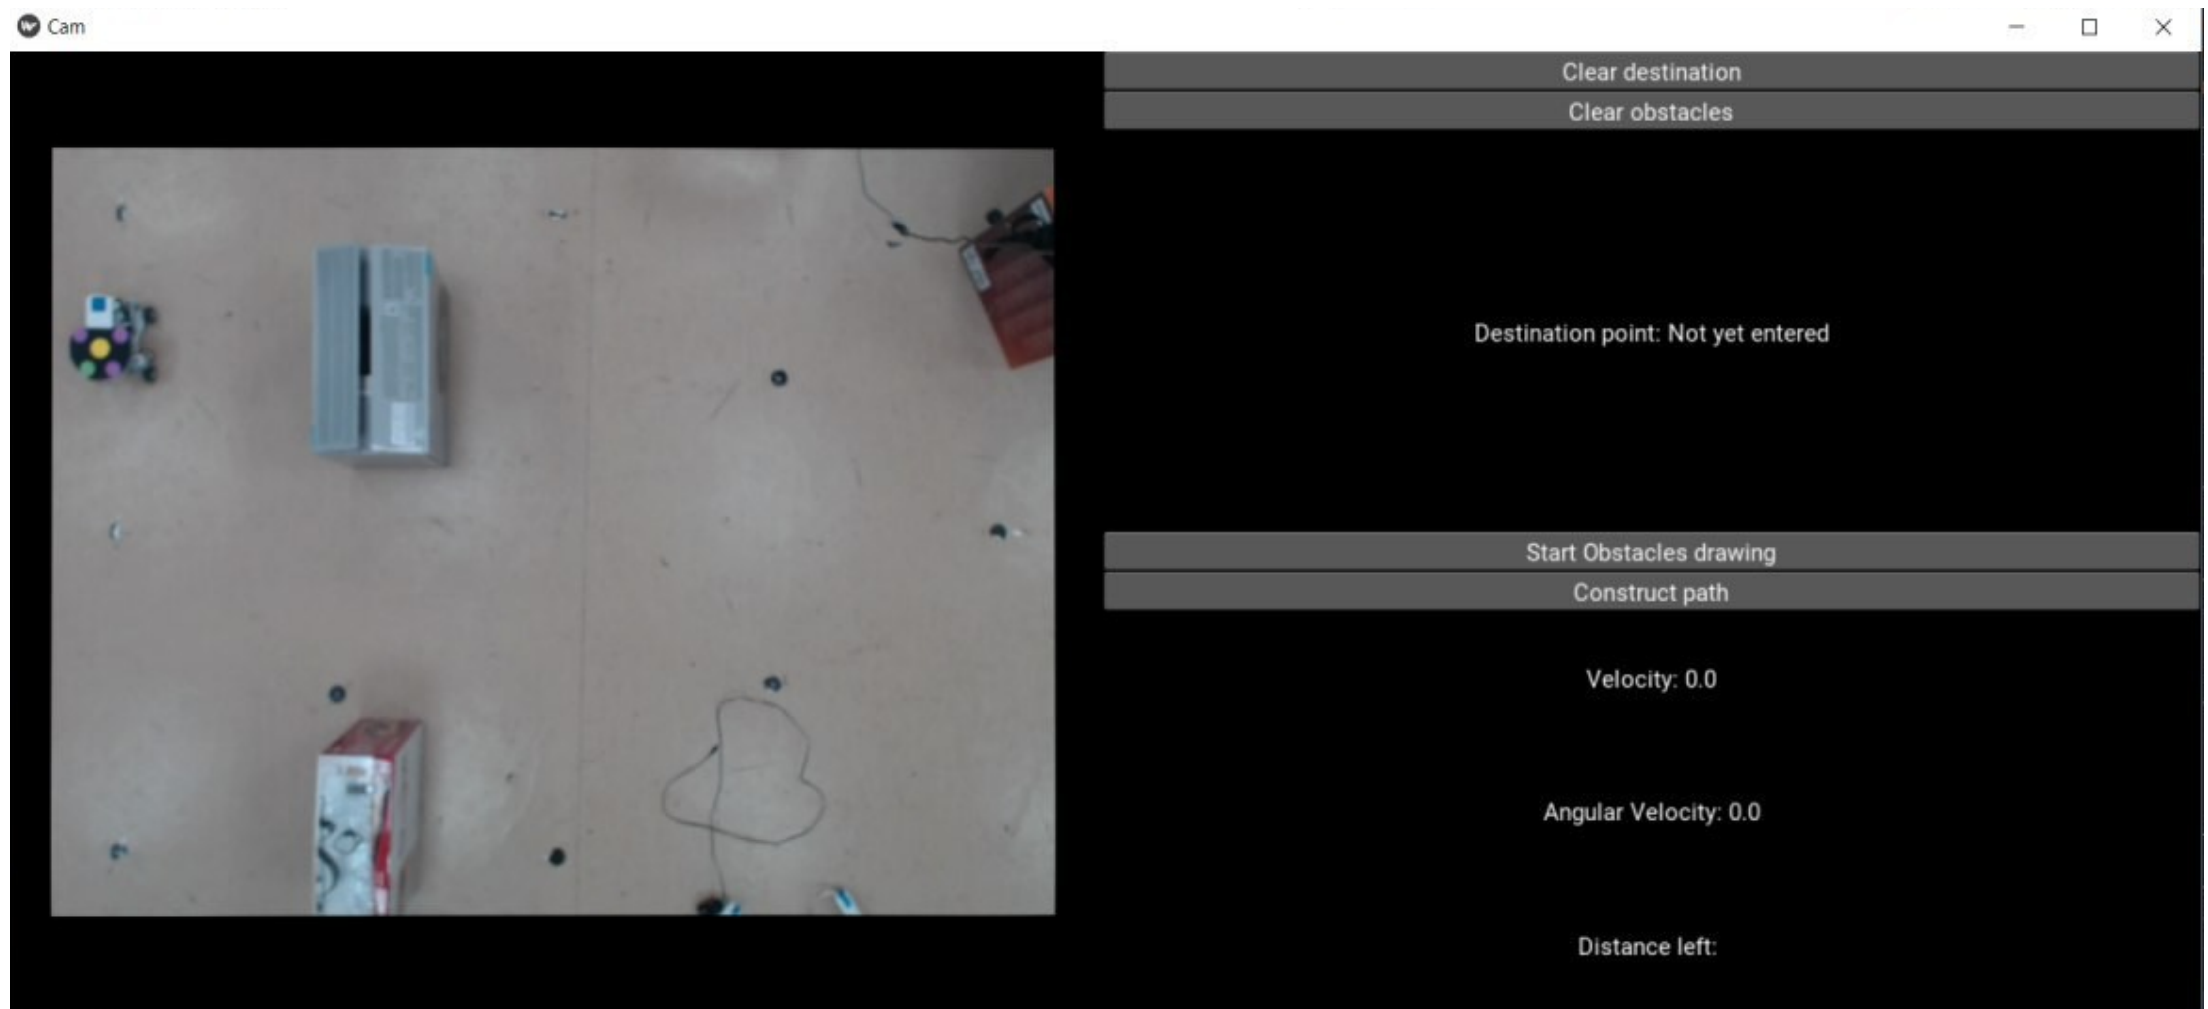 Cam
Clear destination
Clear obstacles
Destination point: Not yet entered
Start Obstacles drawing
Construct path
Velocity: 0.0
Angular Velocity: 0.0
Distance left: